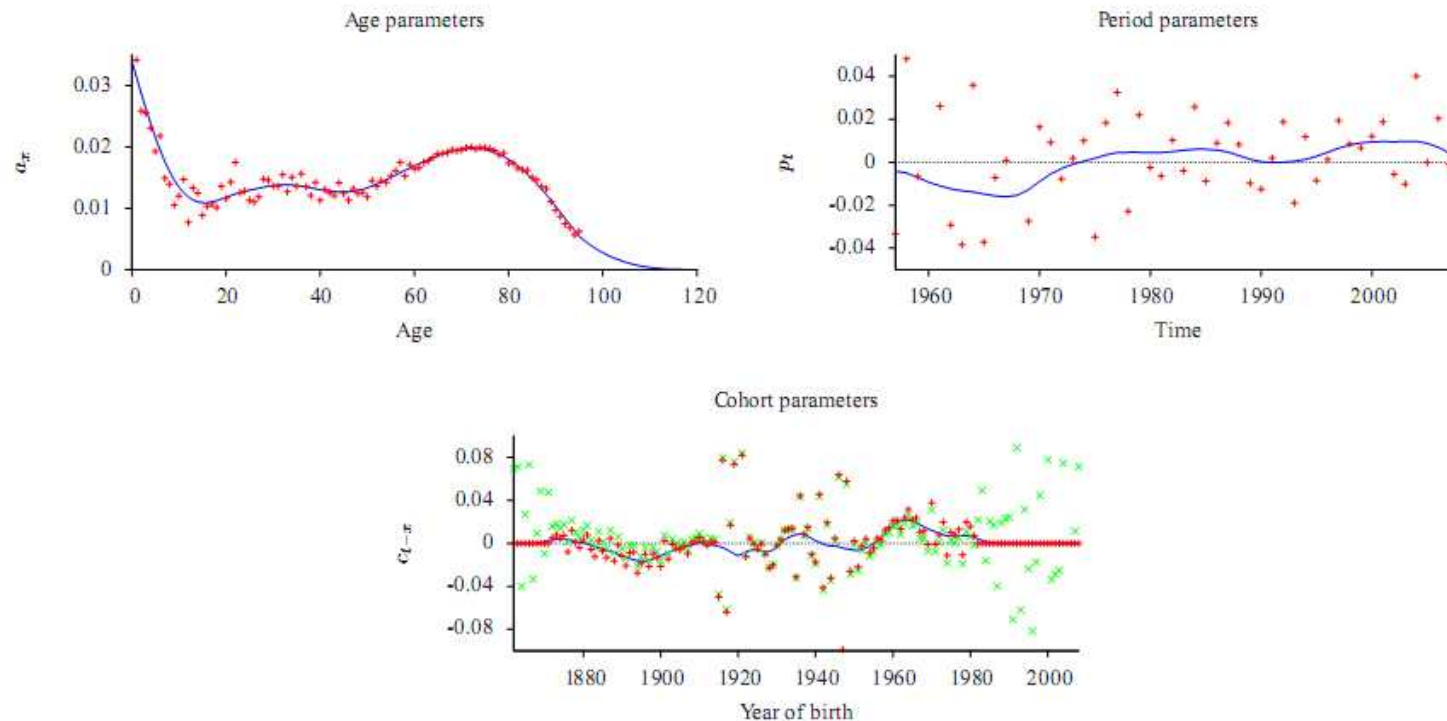 Age parameters
0.03
0.02
0.01
0
a_x
0 20 40 60 80 100 120
Age
Period parameters
0.04
0.02
0
-0.02
-0.04
p_t
1960 1970 1980 1990 2000
Time
Cohort parameters
0.08
0.04
0
-0.04
-0.08
c_{t-x}
1880 1900 1920 1940 1960 1980 2000
Year of birth